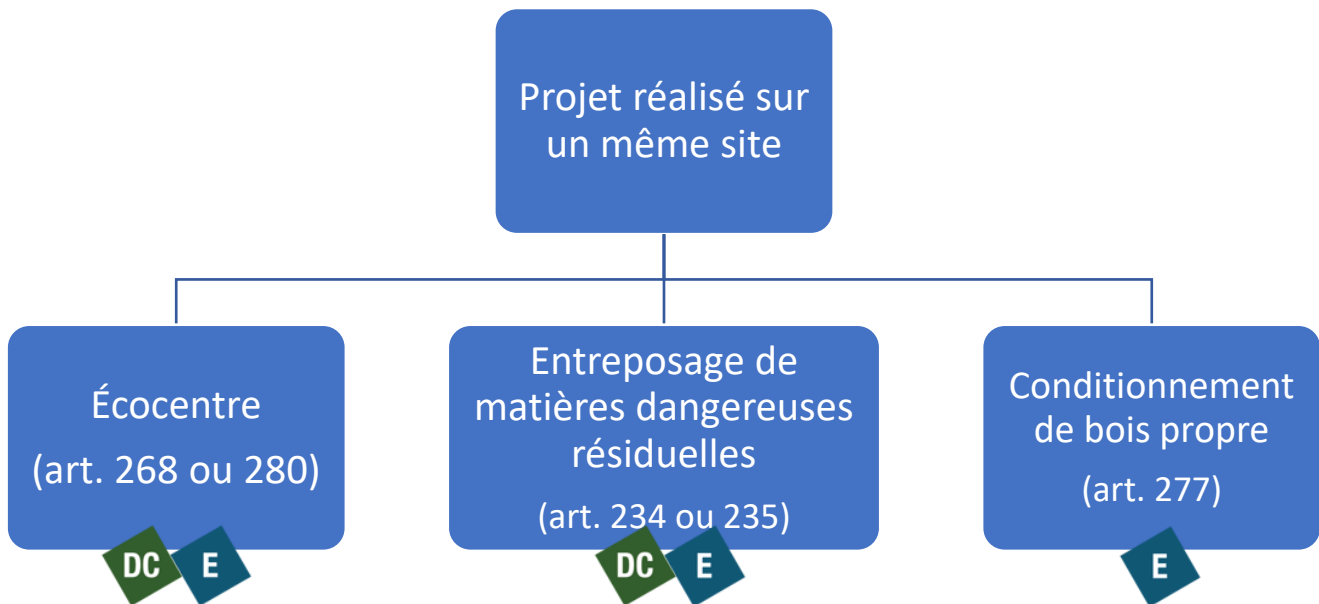 Projet réalisé sur
un même site
Écocentre
(art. 268 ou 280)
DC E
Entreposage de
matières dangereuses
résiduelles
(art. 234 ou 235)
DC E
Conditionnement
de bois propre
(art. 277)
E